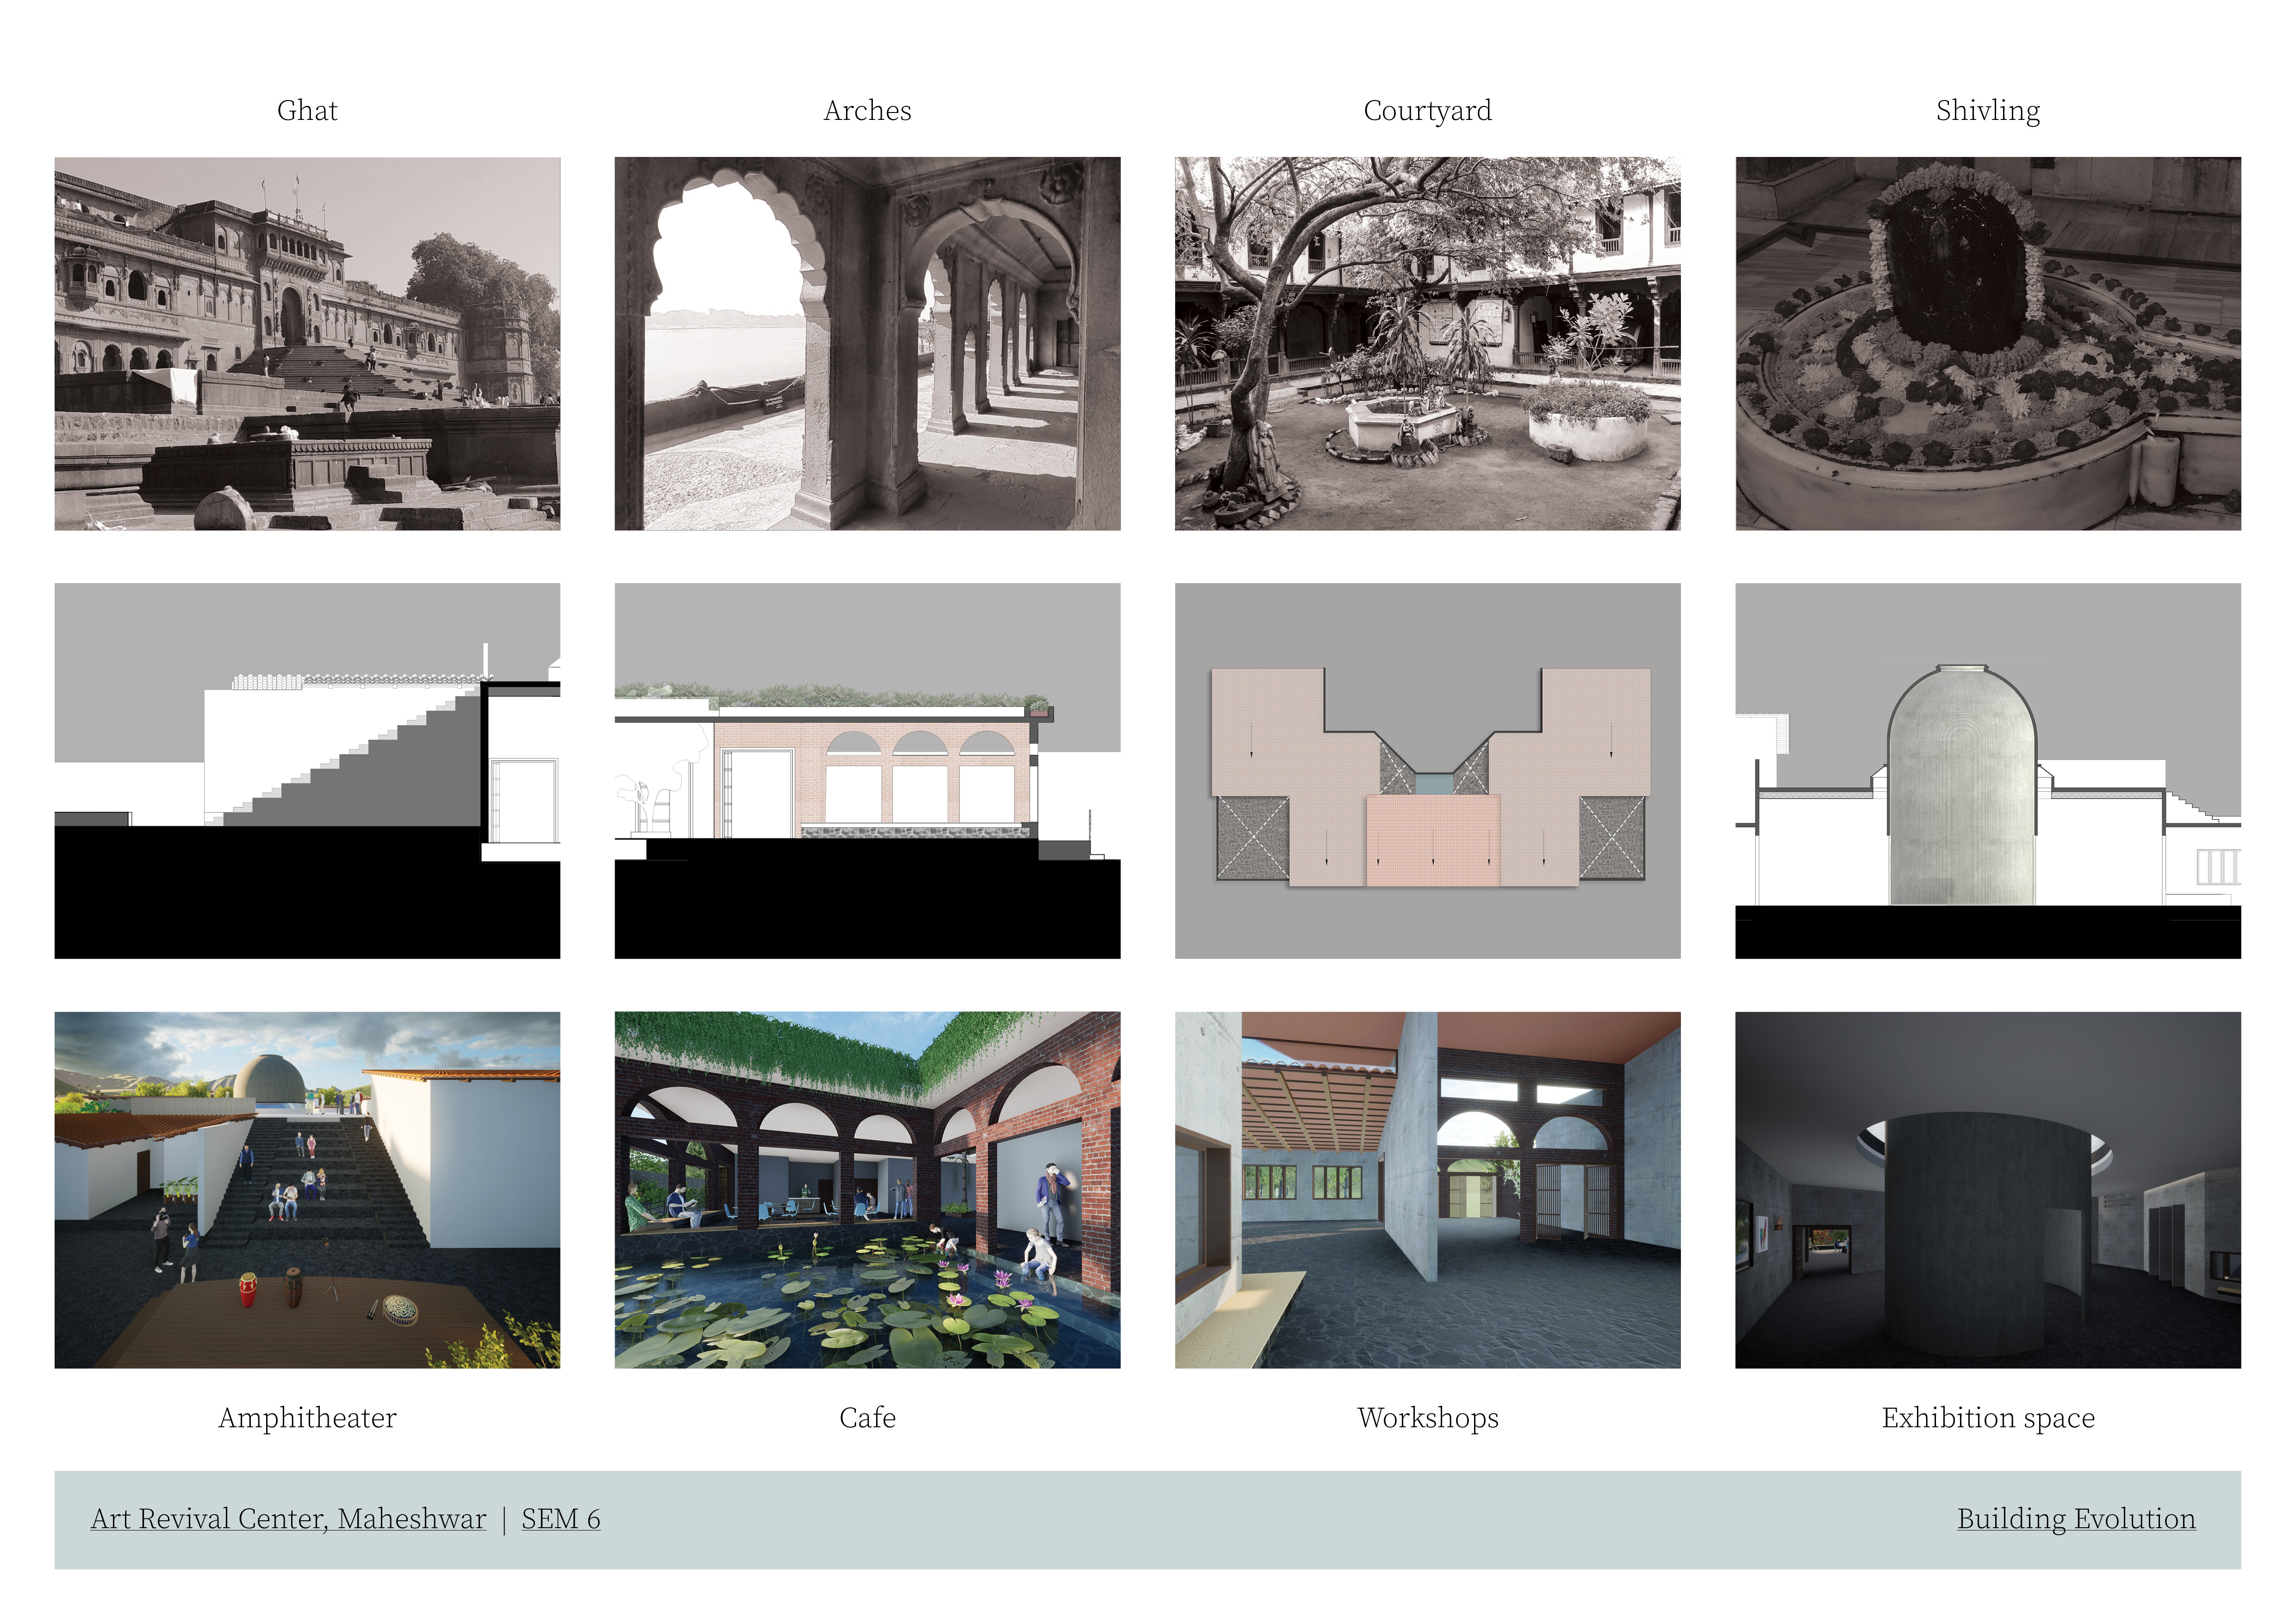 Ghat
Arches
Courtyard
Shivling
Amphitheater
Cafe
Workshops
Exhibition space
Art Revival Center, Maheshwar | SEM 6
Building Evolution